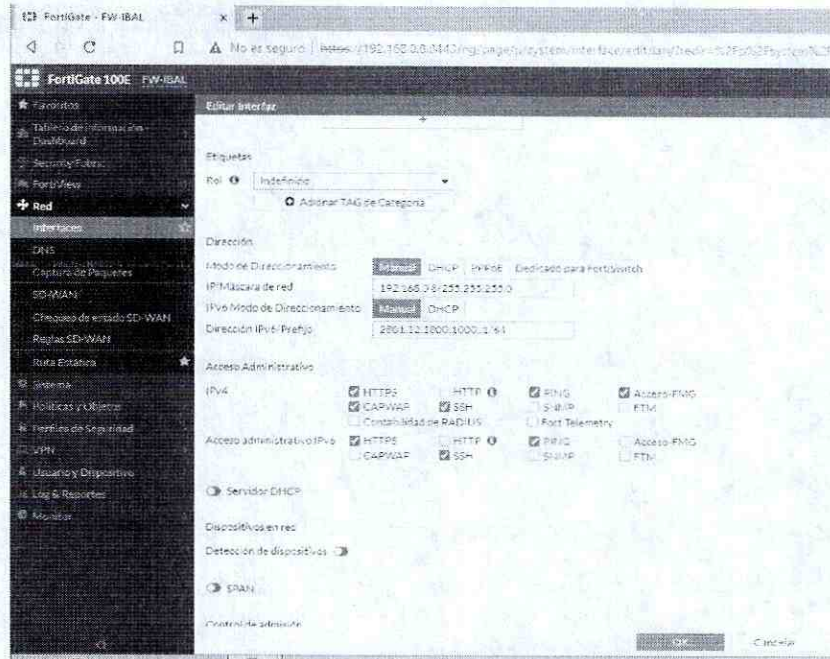 FortiGate - FW-IBAL
No es seguro
FortiGate 100E FW-IBAL
Favoritos
Tablero de Información - Dashboard
Security Fabric
FortiView
Red
Interfaces
DNS
Captura de Paquetes
SD-WAN
Chequeo de estado SD-WAN
Reglas SD-WAN
Ruta Estática
Sistema
Políticas y Objetos
Perfiles de Seguridad
VPN
Usuario y Dispositivo
Log & Reportes
Monitor
Editar Interfaz
Etiquetas
Rol Indefinido
Adicionar TAG de Categoría
Dirección
Modo de Direccionamiento Manual DHCP PPPoE Dedicado para FortiSwitch
IP/Máscara de red
IPv6 Modo de Direccionamiento Manual DHCP
Dirección IPv6/Prefijo
Acceso Administrativo
IPv4 HTTPS HTTP PING Acceso-FMG
CAPWAP SSH SNMP FTM
Contabilidad de RADIUS Fort Telemetry
Acceso administrativo IPv6 HTTPS HTTP PING Acceso-FMG
CAPWAP SSH SNMP FTM
Servidor DHCP
Dispositivos en red
Detección de dispositivos
SPAN
Control de admisión
OK Cancelar